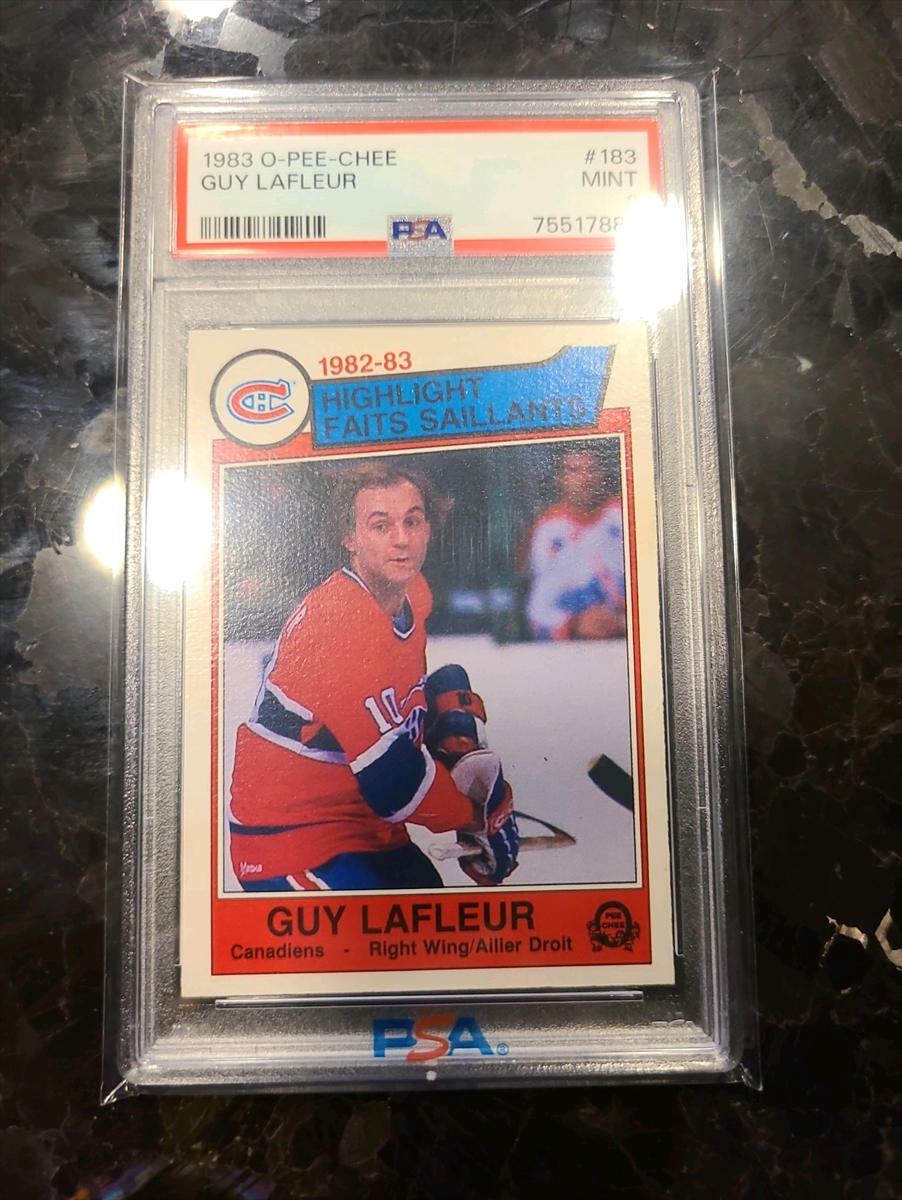 1983 O-PEE-CHEE #183
GUY LAFLEUR MINT
PSA
1982-83
HIGHLIGHT
FAITS SAILLANTS
10
GUY LAFLEUR
Canadiens - Right Wing/Ailier Droit
PEE
CHEE
PSA®